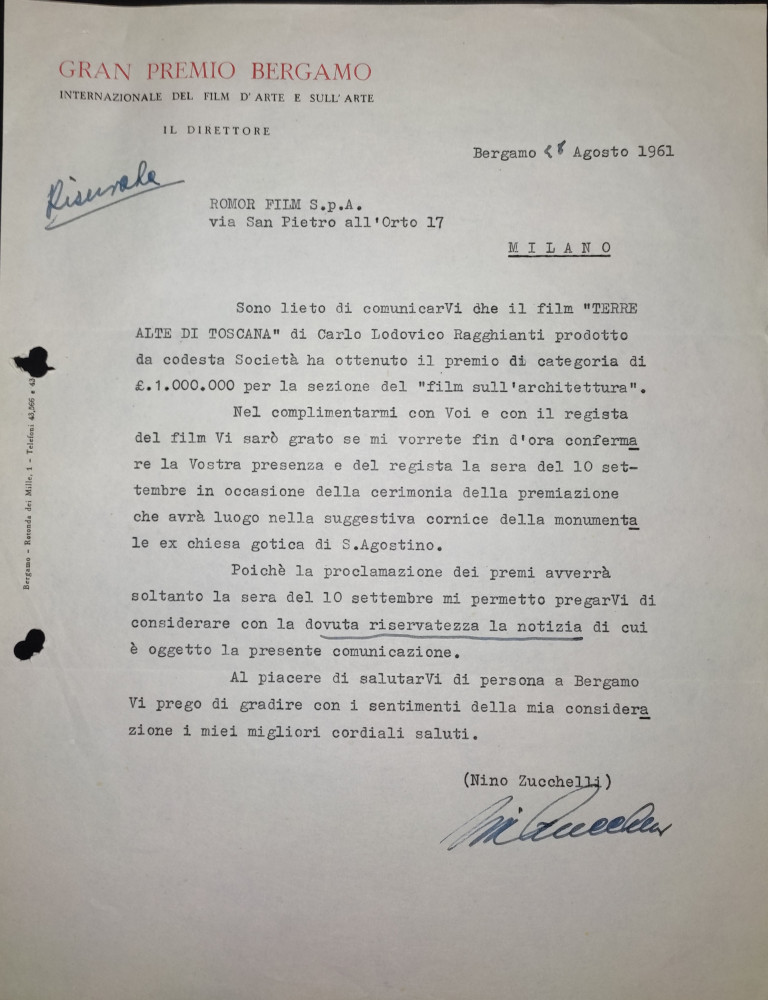 GRAN PREMIO BERGAMO
INTERNAZIONALE DEL FILM D'ARTE E SULL'ARTE
IL DIRETTORE
Bergamo 28 Agosto 1961
Riservata
ROMOR FILM S.p.A.
via San Pietro all'Orto 17
M I L A N O
Sono lieto di comunicarVi dhe il film "TERRE
ALTE DI TOSCANA" di Carlo Lodovico Ragghianti prodotto
da codesta Società ha ottenuto il premio di categoria di
£.1.000.000 per la sezione del "film sull'architettura".
Nel complimentarmi con Voi e con il regista
del film Vi sarò grato se mi vorrete fin d'ora conferma
re la Vostra presenza e del regista la sera del 10 set-
tembre in occasione della cerimonia della premiazione
che avrà luogo nella suggestiva cornice della monumenta
le ex chiesa gotica di S.Agostino.
Poichè la proclamazione dei premi avverrà
soltanto la sera del 10 settembre mi permetto pregarVi di
considerare con la dovuta riservatezza la notizia di cui
è oggetto la presente comunicazione.
Al piacere di salutarVi di persona a Bergamo
Vi prego di gradire con i sentimenti della mia considera
zione i miei migliori cordiali saluti.
(Nino Zucchelli)
Bergamo - Rotonda dei Mille, 1 - Telefoni 43,566 e 43